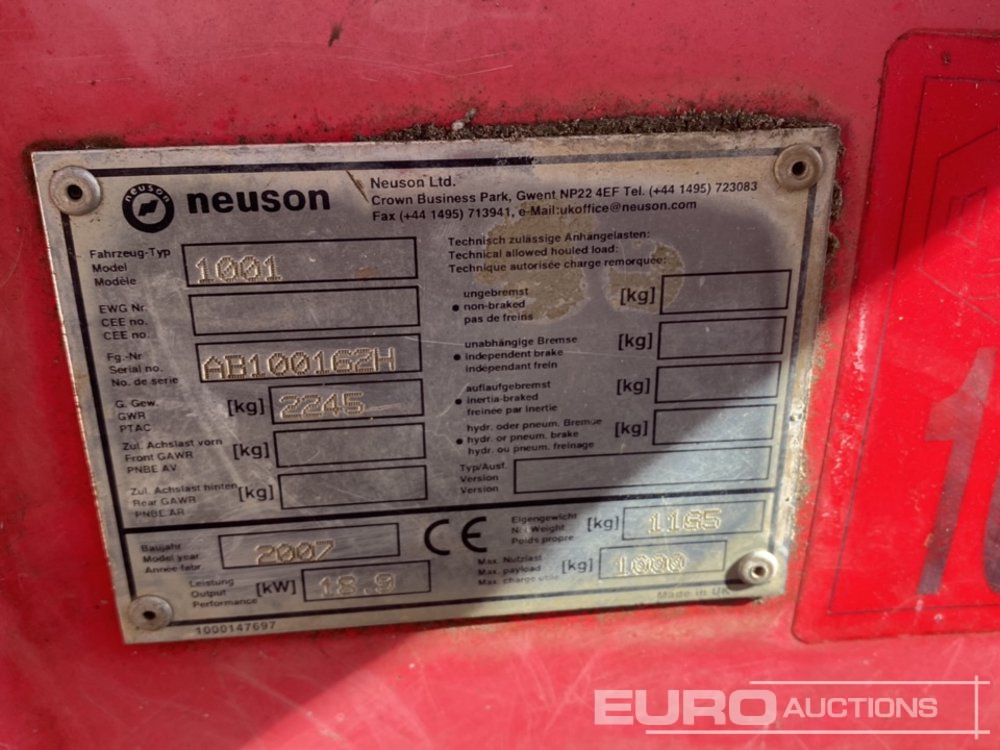 neuson
neuson
Neuson Ltd.
Crown Business Park, Gwent NP22 4EF Tel. (+44 1495) 723083
Fax (+44 1495) 713941, e-Mail:ukoffice@neuson.com
Fahrzeug-Typ
Model
Modèle
1001
EWG Nr.
CEE no.
CEE no.
Fg.-Nr
Serial no.
No. de serie
AB100162H
G. Gew.
GWR
PTAC
[kg]
2245
Zul. Achslast vorn
Front GAWR
PNBE AV
[kg]
Zul. Achslast hinten
Rear GAWR
PNBE AR
[kg]
Technisch zulässige Anhängelasten:
Technical allowed houled load:
Technique autorisée charge remorquée:
ungebremst
• non-braked
pas de freins
[kg]
unabhängige Bremse
• independent brake
indépendant frein
[kg]
auflaufgebremst
• inertia-braked
freinée par inertie
[kg]
hydr. oder pneum. Bremse
• hydr. or pneum. brake
hydr. ou pneum. freinage
[kg]
Typ/Ausf.
Version
Version
Baujahr
Model year
Année fabr.
2007
CE
Leistung
Output
Performance
[kW]
18.9
Eigengewicht
Net Weight
Poids propre
[kg]
1165
Max. Nutzlast
Max. payload
Max. charge utile
[kg]
1000
Made in UK
1000147697
EURO AUCTIONS